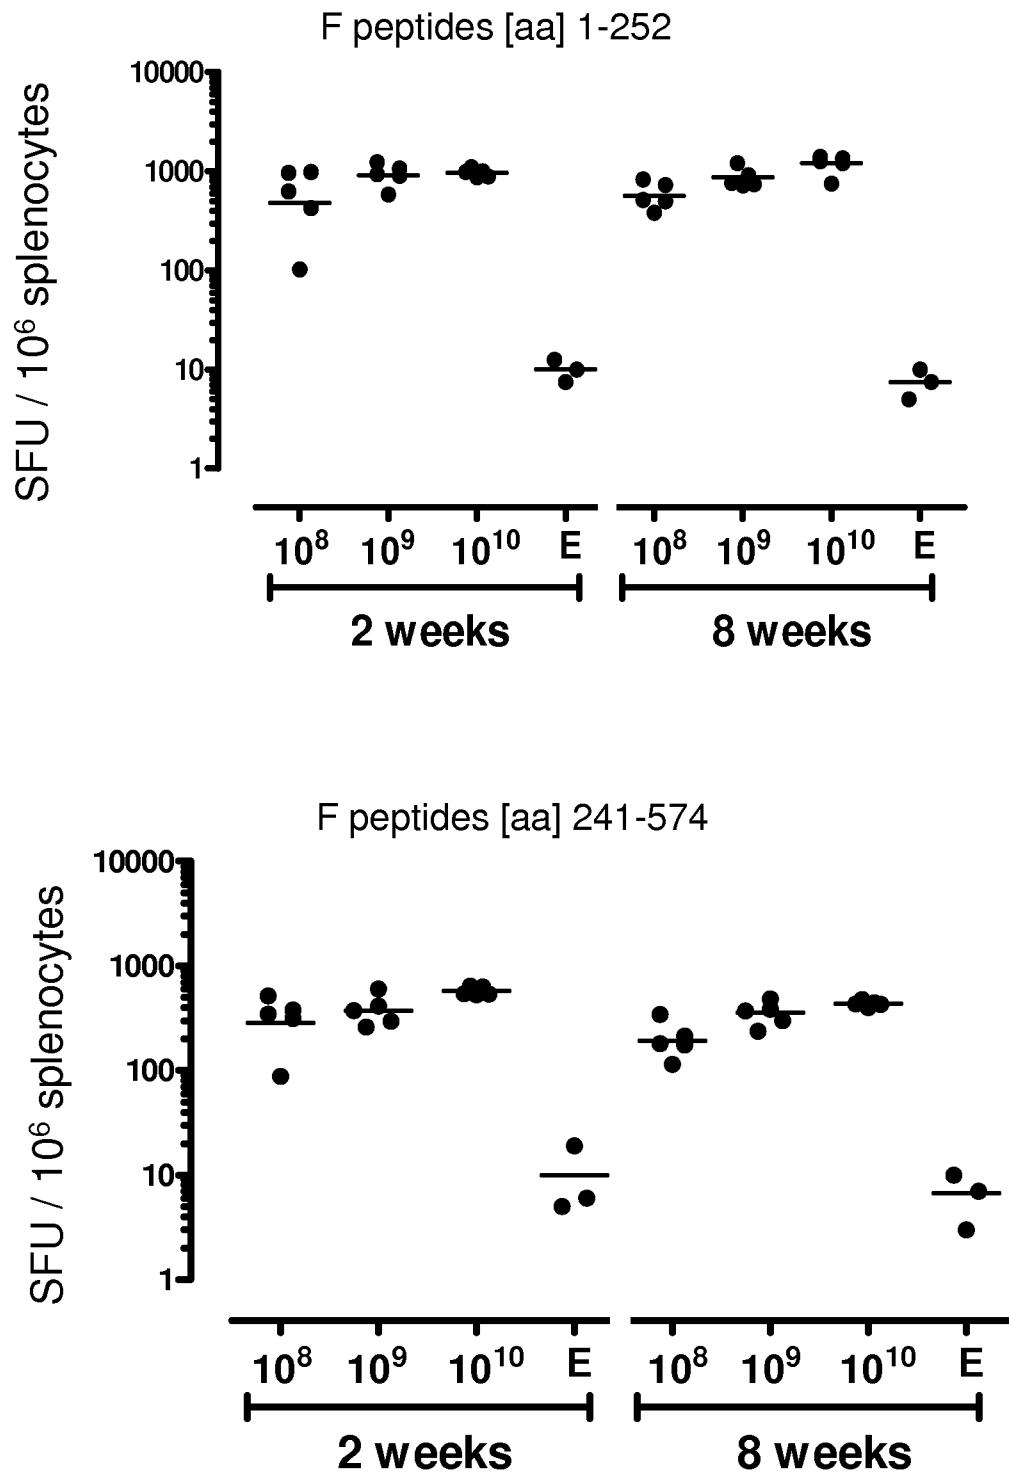 F peptides [aa] 1-252
SFU / 10⁶ splenocytes
10000
1000
100
10
1
10⁸ 10⁹ 10¹⁰ E 10⁸ 10⁹ 10¹⁰ E
2 weeks 8 weeks
F peptides [aa] 241-574
SFU / 10⁶ splenocytes
10000
1000
100
10
1
10⁸ 10⁹ 10¹⁰ E 10⁸ 10⁹ 10¹⁰ E
2 weeks 8 weeks